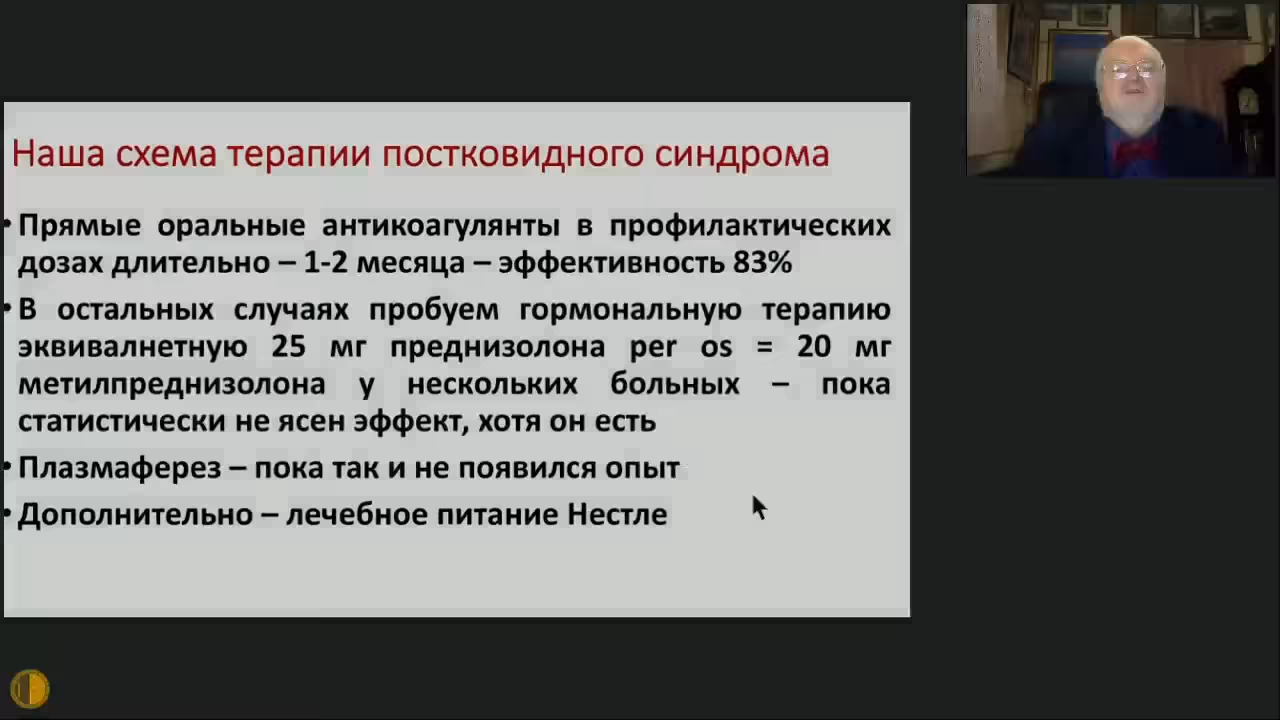 Наша схема терапии постковидного синдрома
• Прямые оральные антикоагулянты в профилактических
дозах длительно – 1-2 месяца – эффективность 83%
• В остальных случаях пробуем гормональную терапию
эквивалнетную 25 мг преднизолона per os = 20 мг
метилпреднизолона у нескольких больных – пока
статистически не ясен эффект, хотя он есть
• Плазмаферез – пока так и не появился опыт
• Дополнительно – лечебное питание Нестле